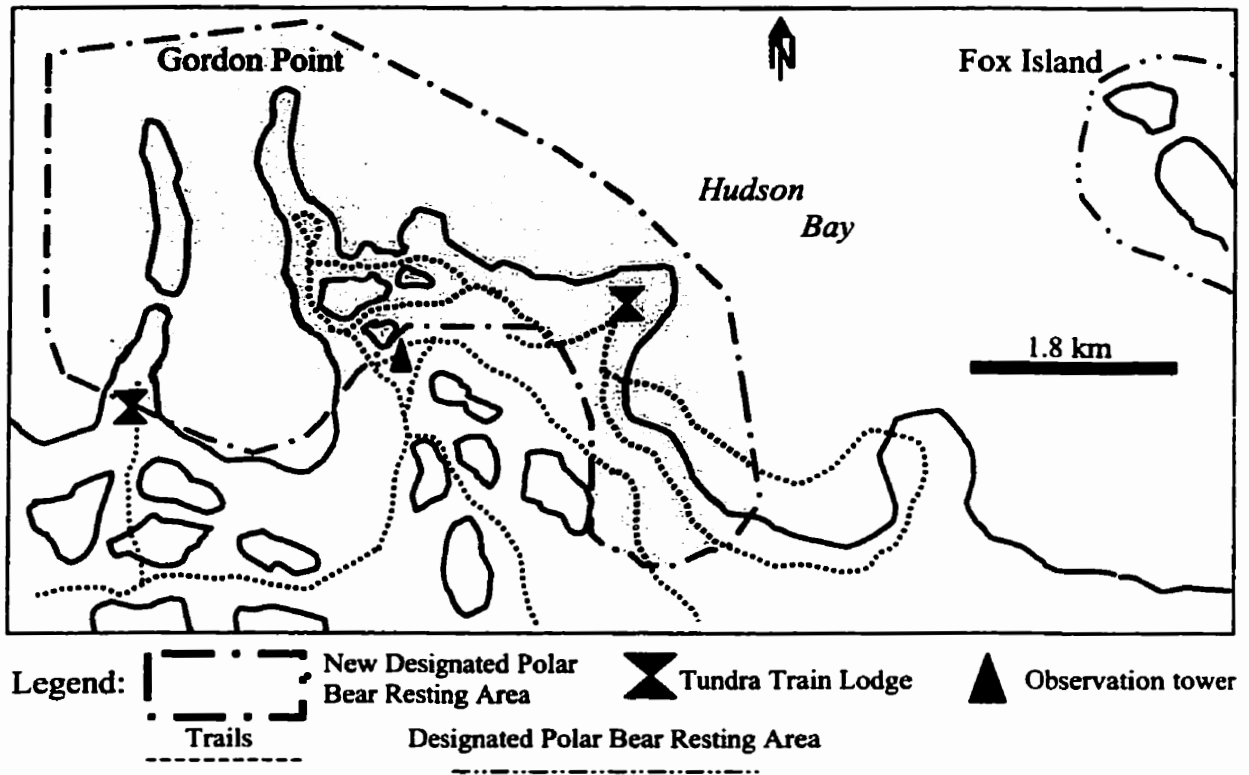 N
Gordon Point
Fox Island
Hudson
Bay
1.8 km
Legend:
New Designated Polar
Bear Resting Area
Tundra Train Lodge
Observation tower
Trails
Designated Polar Bear Resting Area